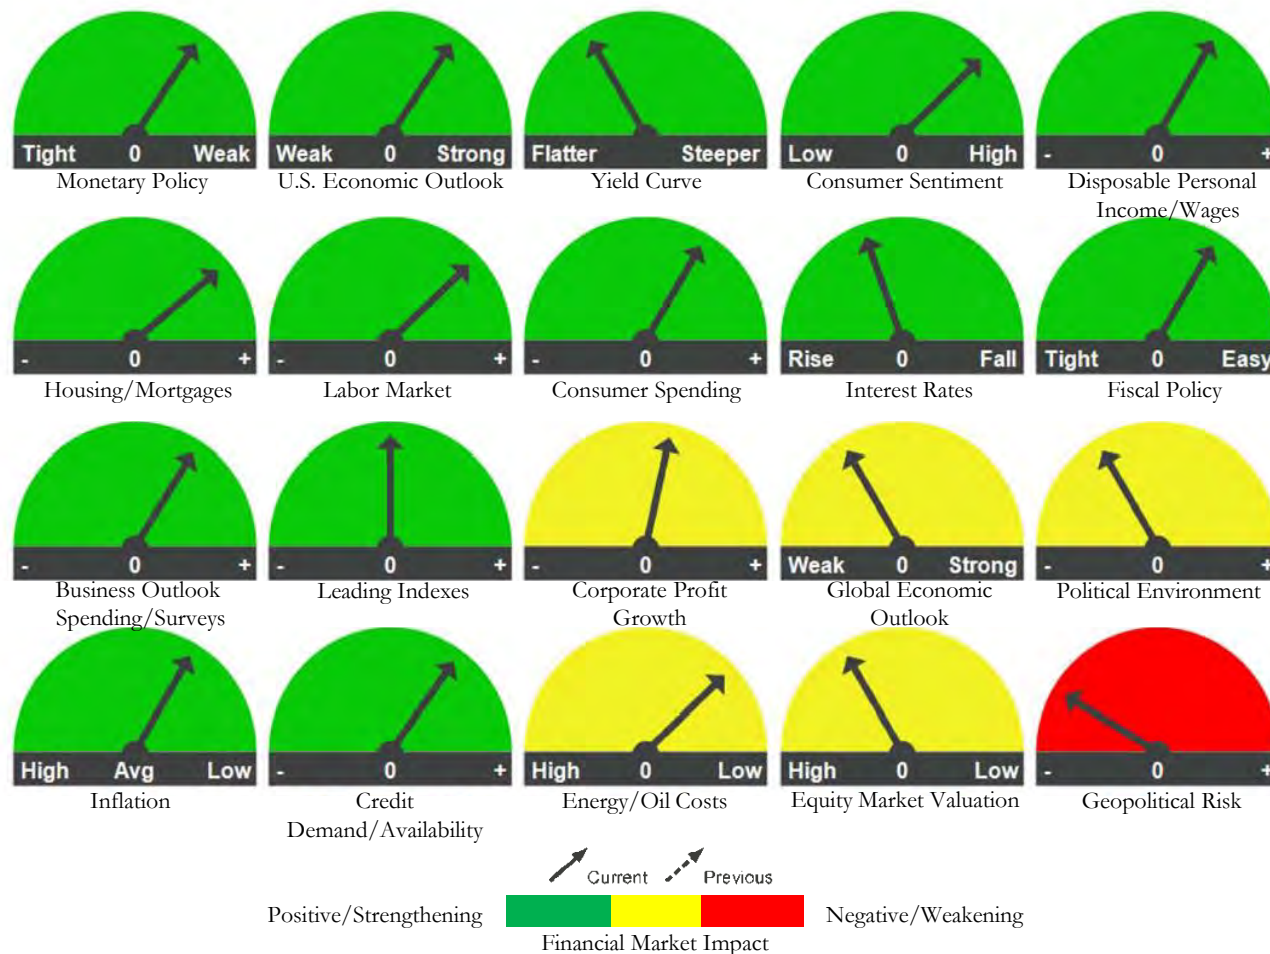 Tight 0 Weak
Monetary Policy
Weak 0 Strong
U.S. Economic Outlook
Flatter Steeper
Yield Curve
Low 0 High
Consumer Sentiment
- 0 +
Disposable Personal
Income/Wages
- 0 +
Housing/Mortgages
- 0 +
Labor Market
- 0 +
Consumer Spending
Rise 0 Fall
Interest Rates
Tight 0 Easy
Fiscal Policy
- 0 +
Business Outlook
Spending/Surveys
- 0 +
Leading Indexes
- 0 +
Corporate Profit
Growth
Weak 0 Strong
Global Economic
Outlook
- 0 +
Political Environment
High Avg Low
Inflation
- 0 +
Credit
Demand/Availability
High 0 Low
Energy/Oil Costs
High 0 Low
Equity Market Valuation
- 0 +
Geopolitical Risk
Current Previous
Positive/Strengthening Negative/Weakening
Financial Market Impact